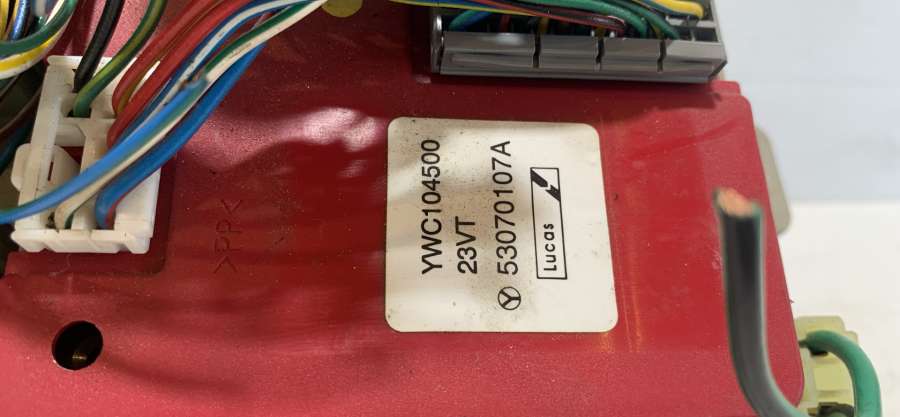 YWC104500
23VT
53070107A
Lucas
>PP<